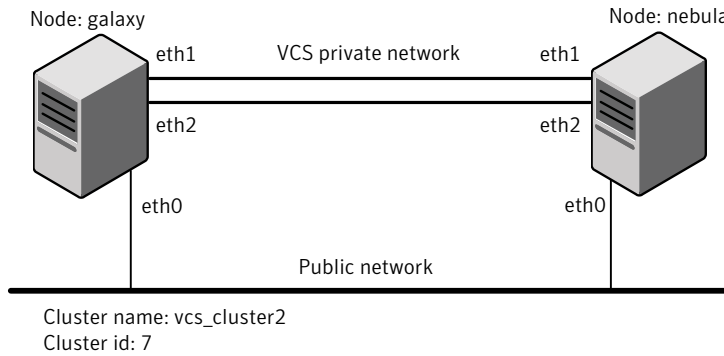 Node: galaxy
Node: nebula
eth1
VCS private network
eth1
eth2
eth2
eth0
eth0
Public network
Cluster name: vcs_cluster2
Cluster id: 7